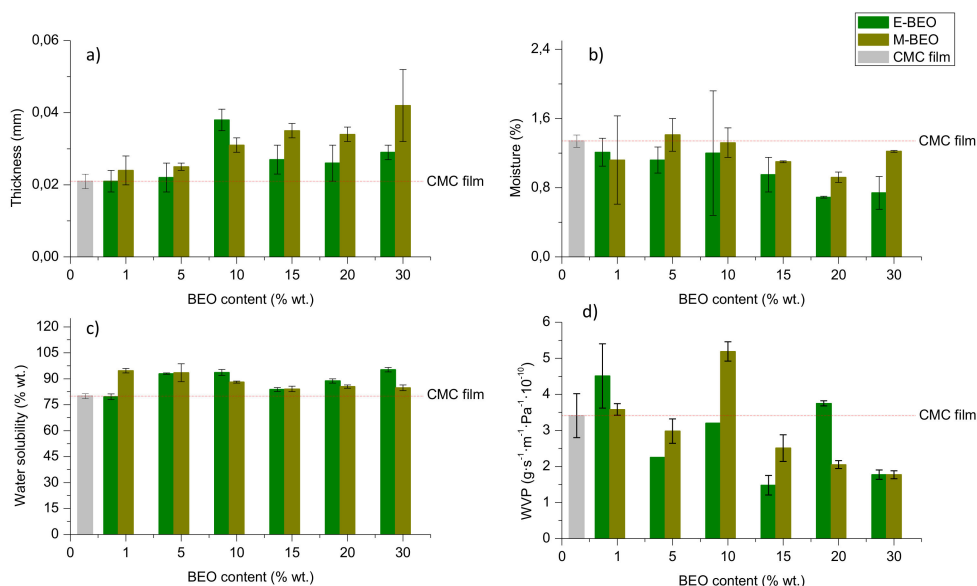 E-BEO
M-BEO
CMC film
a)
0,06
0,04
0,02
0,00
Thickness (mm)
CMC film
0 1 5 10 15 20 30
BEO content (% wt.)
b)
2,4
1,6
0,8
0,0
Moisture (%)
CMC film
0 1 5 10 15 20 30
BEO content (% wt.)
c)
120
105
90
75
60
45
30
15
0
Water solubility (% wt.)
CMC film
0 1 5 10 15 20 30
BEO content (% wt.)
d)
6
5
4
3
2
1
0
WVP (g·s⁻¹·m⁻¹·Pa⁻¹·10⁻¹⁰)
CMC film
0 1 5 10 15 20 30
BEO content (% wt.)